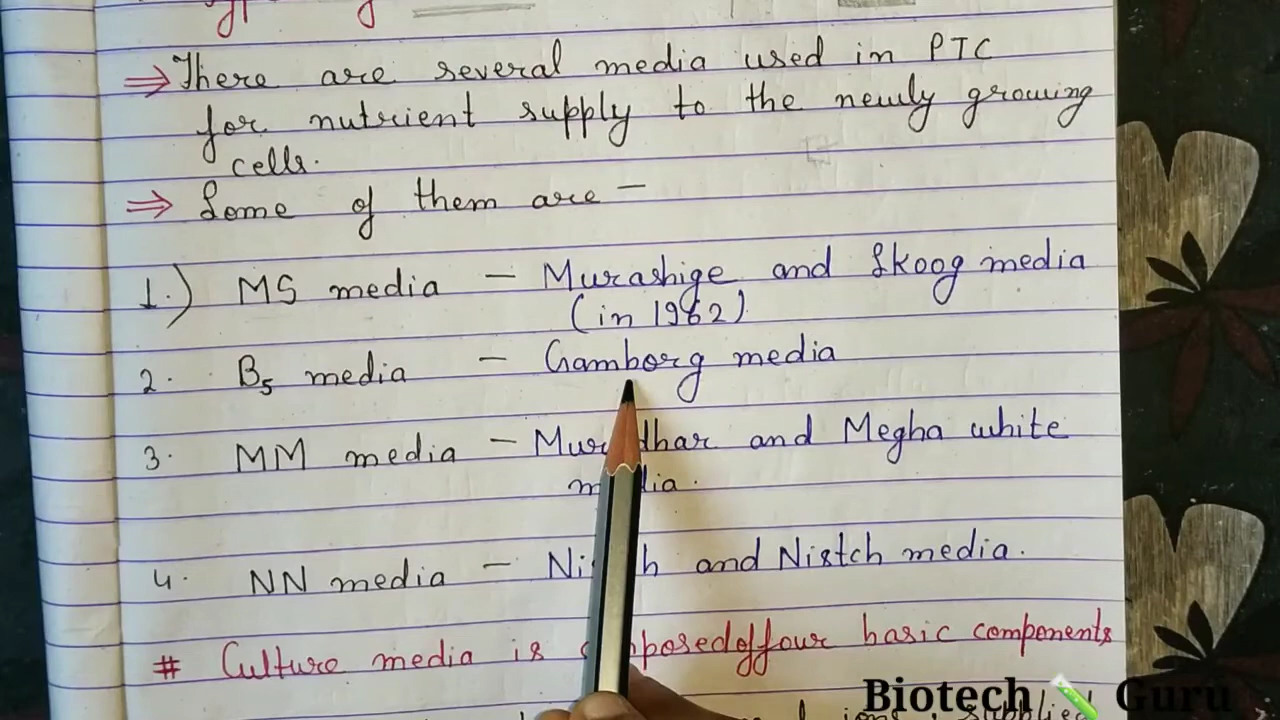 ⇒ There are several media used in PTC
for nutrient supply to the newly growing
cells.
⇒ Some of them are –
1.) MS media – Murashige and Skoog media
(in 1962)
2. B5 media – Gamborg media
3. MM media – and Megha white
4. NN media – and Nistch media.
# Culture media is four basic components
Biotech Guru